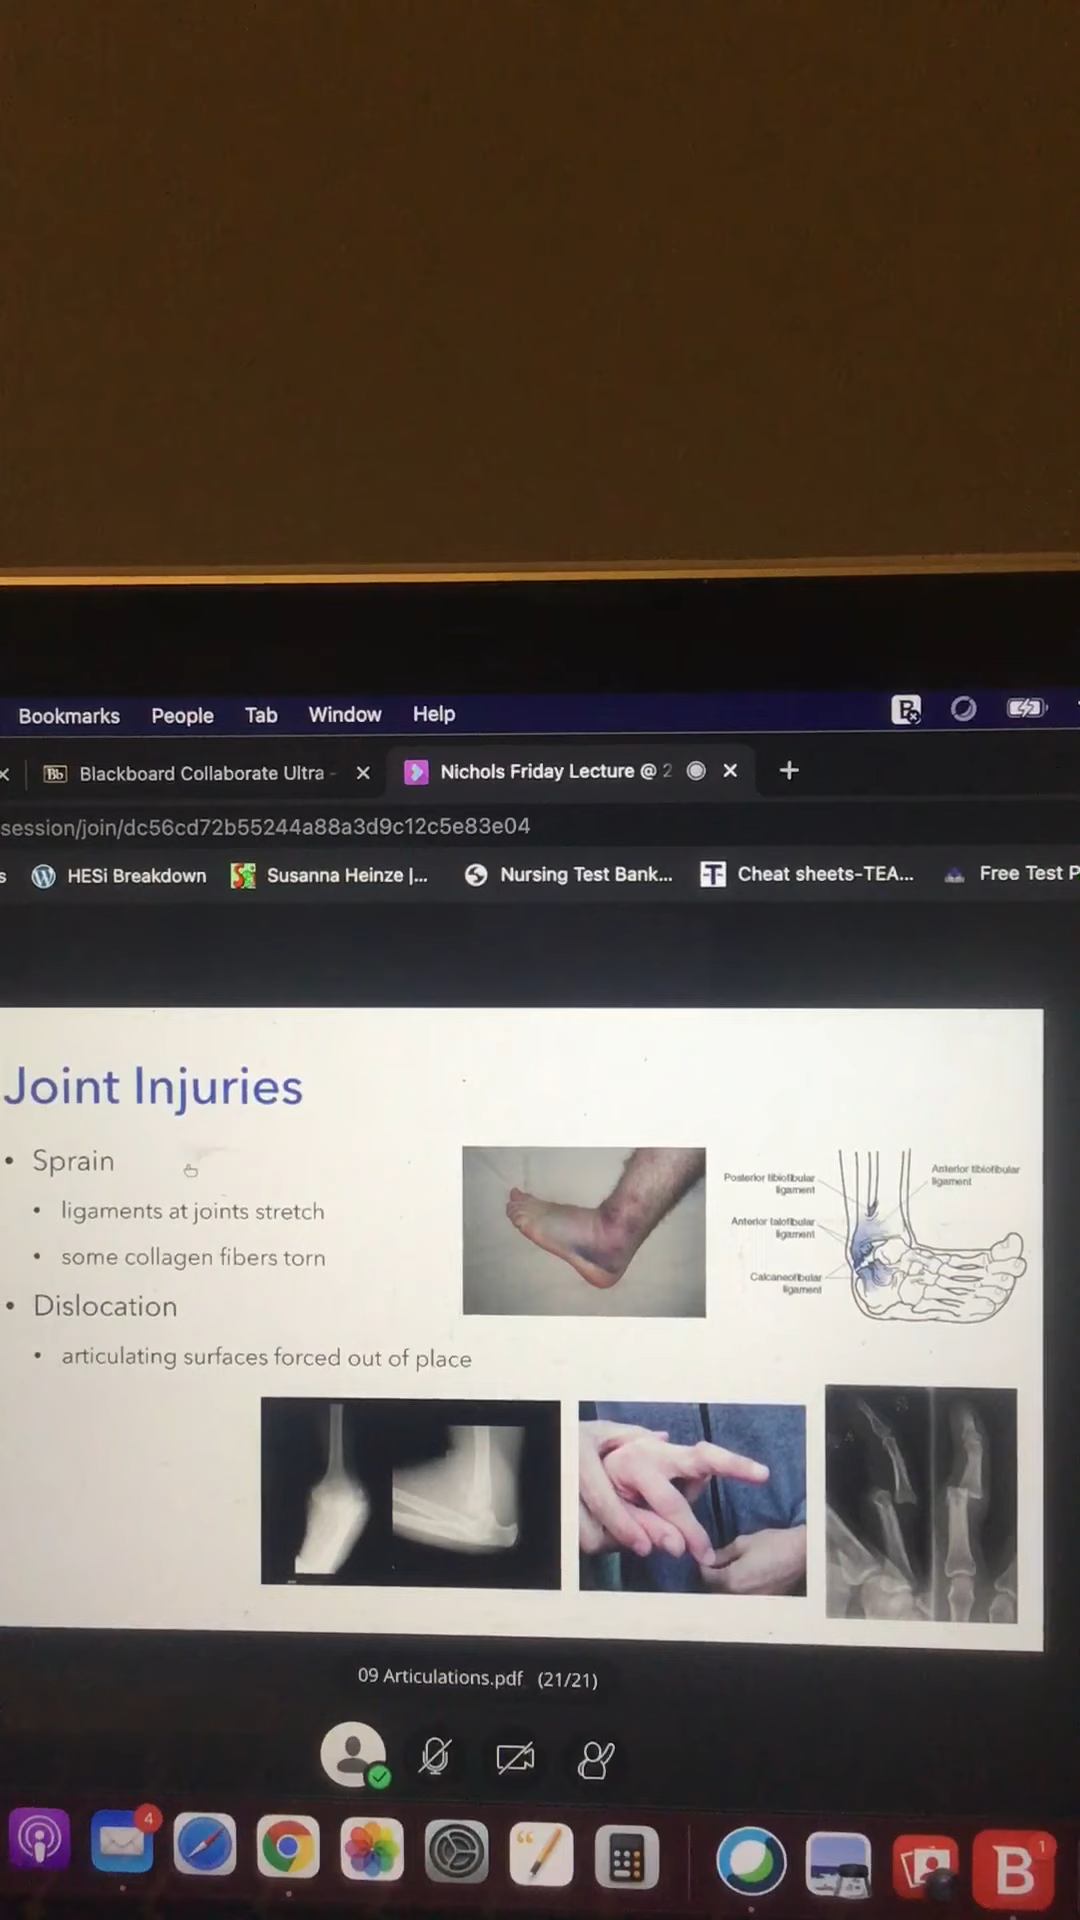 Bookmarks People Tab Window Help
Bb Blackboard Collaborate Ultra - Nichols Friday Lecture @ 2
session/join/dc56cd72b55244a88a3d9c12c5e83e04
s HESi Breakdown Susanna Heinze |... Nursing Test Bank... Cheat sheets-TEA... Free Test P
Joint Injuries
• Sprain
• ligaments at joints stretch
• some collagen fibers torn
• Dislocation
• articulating surfaces forced out of place
Posterior tibiofibular
ligament
Anterior talofibular
ligament
Calcaneofibular
ligament
Anterior tibiofibular
ligament
09 Articulations.pdf (21/21)
4
B
1